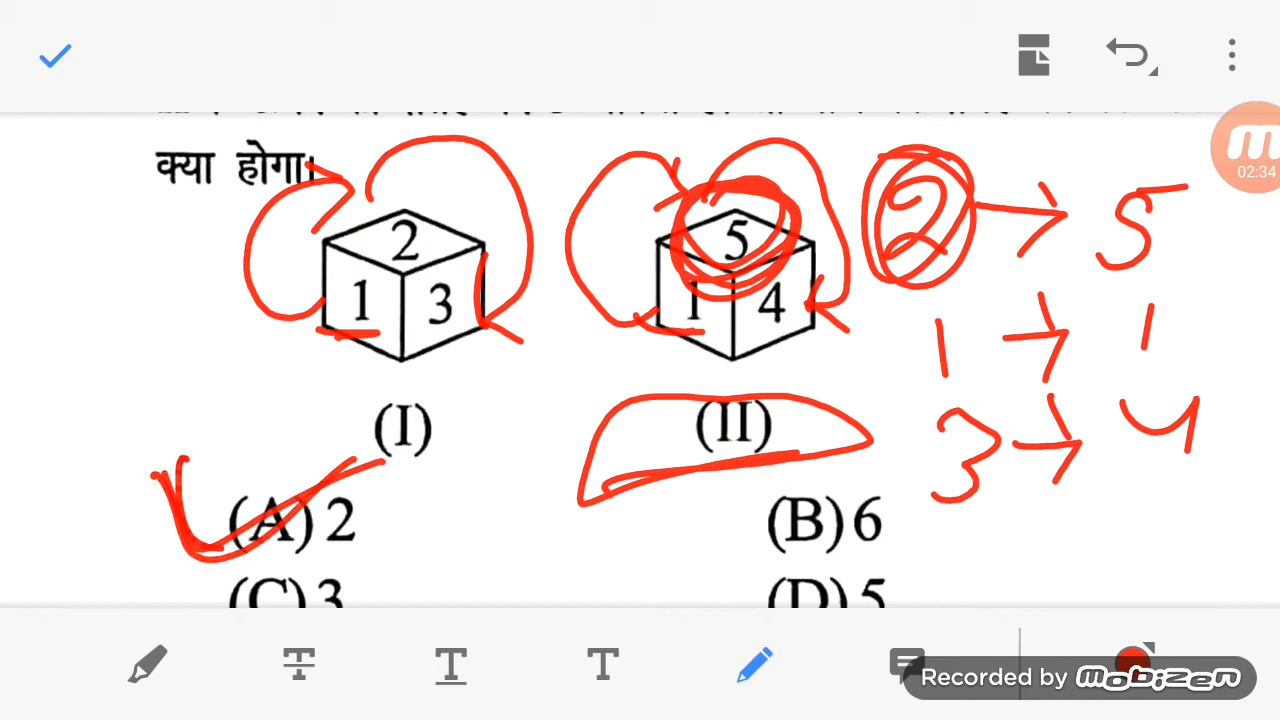 02:34
क्या होगा।
2 1 3 5 1 4
2 → 5
1 → 1
3 → 4
(I) (II)
(A) 2 (B) 6
(C) 3 (D) 5
T T T
Recorded by mobizen